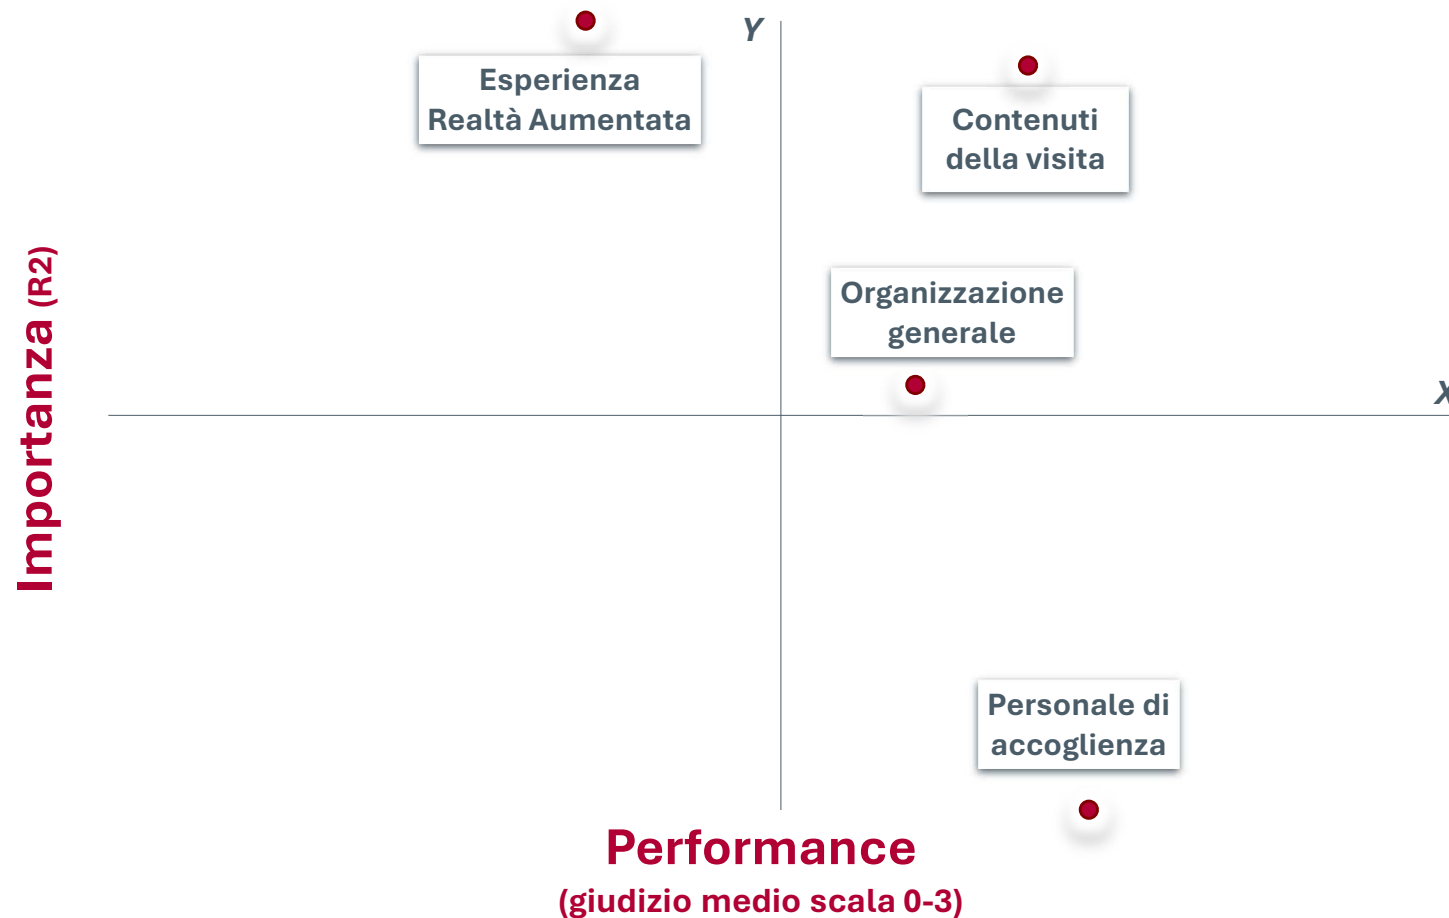 Y
Esperienza
Realtà Aumentata
Contenuti
della visita
Importanza (R2)
Organizzazione
generale
X
Personale di
accoglienza
Performance
(giudizio medio scala 0-3)